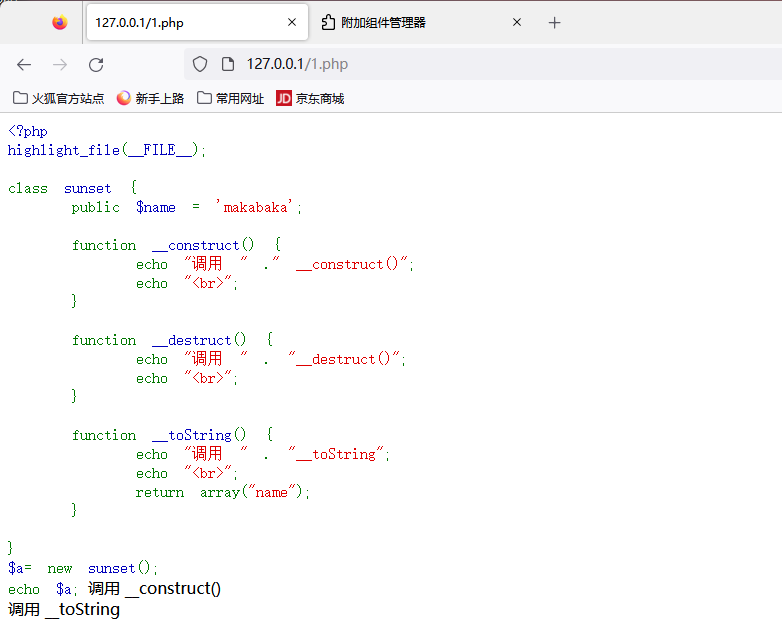 127.0.0.1/1.php
附加组件管理器
127.0.0.1/1.php
火狐官方站点 新手上路 常用网址 JD 京东商城
<?php
highlight_file(__FILE__);
class sunset {
public $name = 'makabaka';
function __construct() {
echo "调用 " ." __construct()";
echo "<br>";
}
function __destruct() {
echo "调用 " . "__destruct()";
echo "<br>";
}
function __toString() {
echo "调用 " . "__toString";
echo "<br>";
return array("name");
}
}
$a= new sunset();
echo $a; 调用 __construct()
调用 __toString